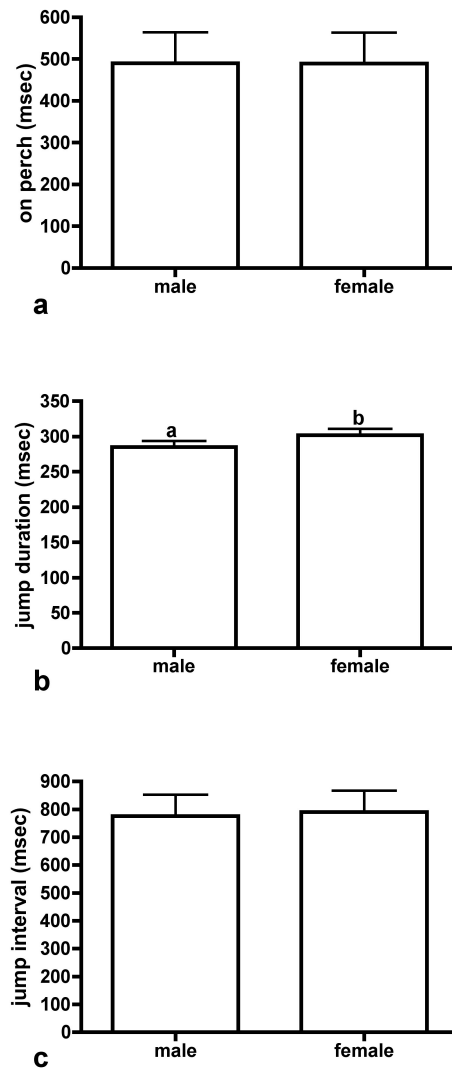 on perch (msec)
600
500
400
300
200
100
0
male female
a
jump duration (msec)
350
300
250
200
150
100
50
0
a b
male female
b
jump interval (msec)
900
800
700
600
500
400
300
200
100
0
male female
c